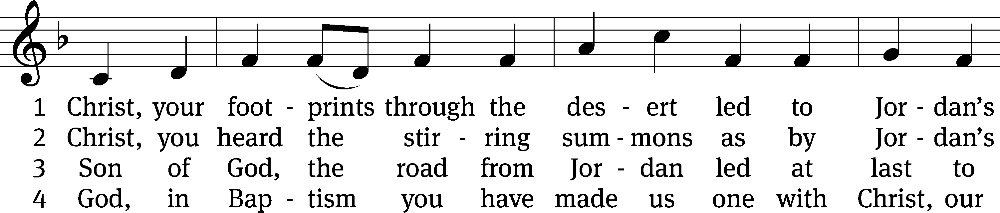 1 Christ, your foot - prints through the des - ert led to Jor - dan’s
2 Christ, you heard the stir - ring sum - mons as by Jor - dan’s
3 Son of God, the road from Jor - dan led at last to
4 God, in Bap - tism you have made us one with Christ, our